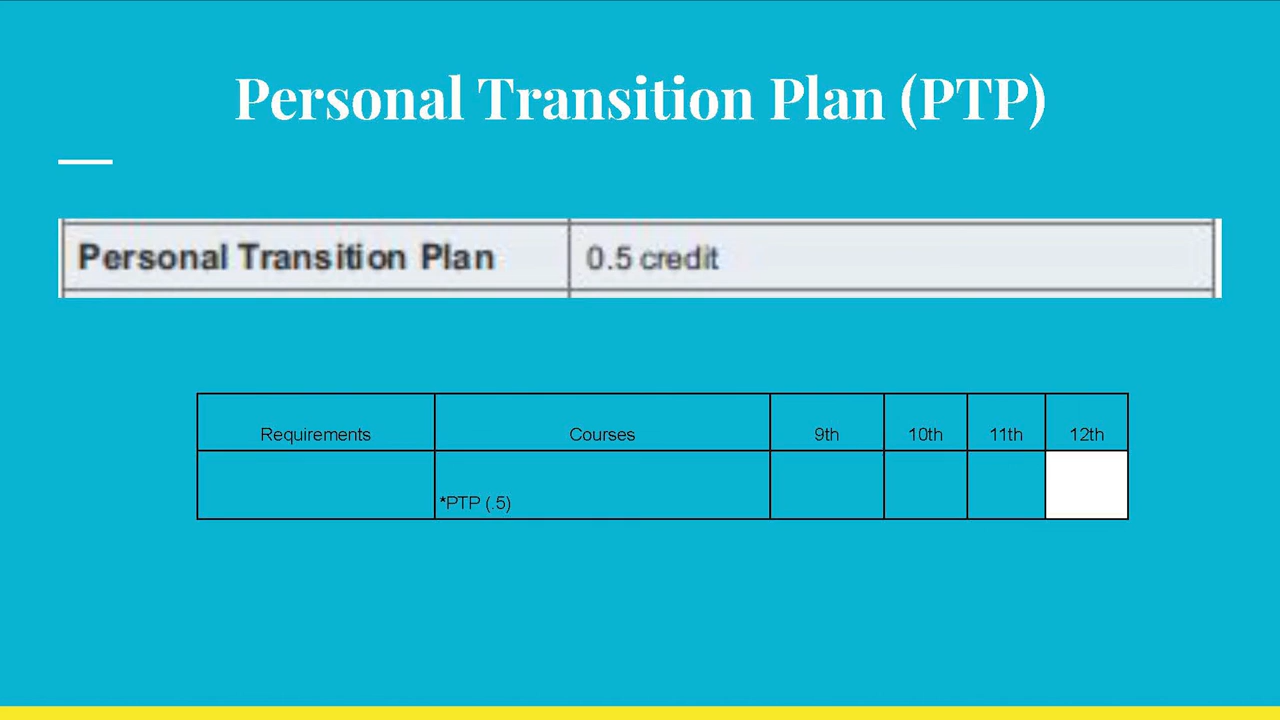 Personal Transition Plan (PTP)
Personal Transition Plan 0.5 credit
Requirements Courses 9th 10th 11th 12th
*PTP (.5)